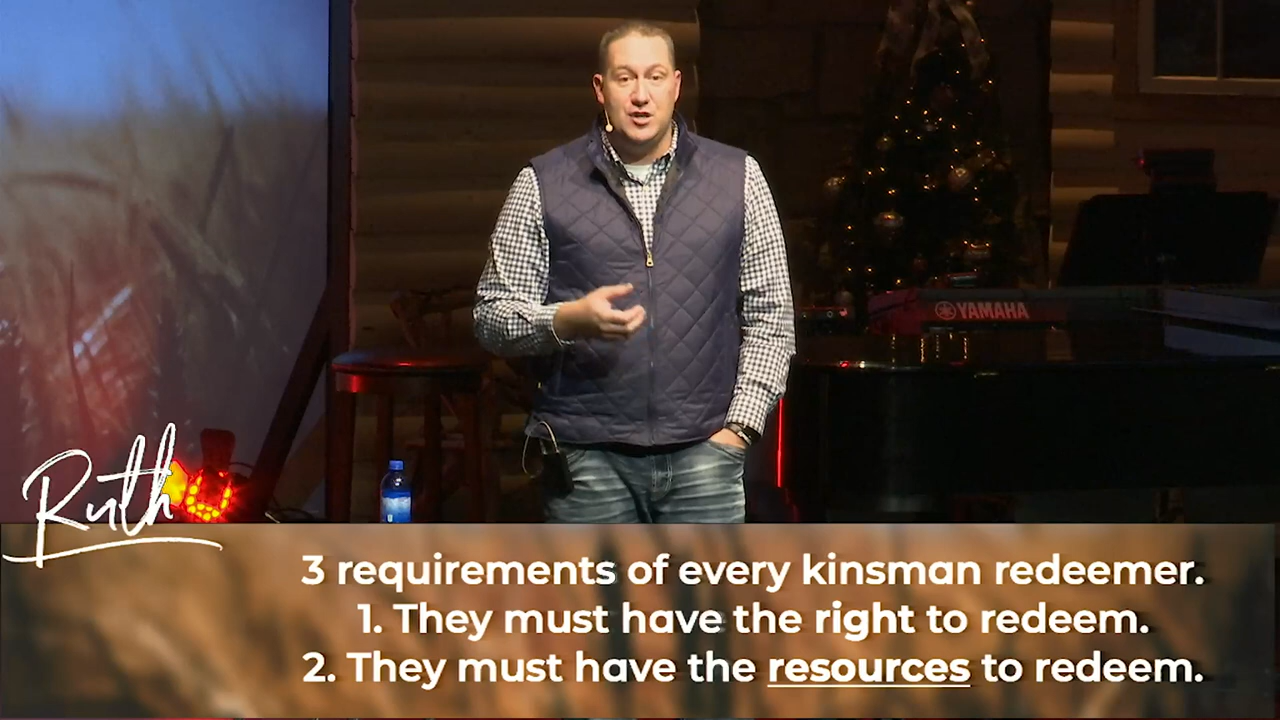 YAMAHA
Ruth
3 requirements of every kinsman redeemer.
1. They must have the right to redeem.
2. They must have the resources to redeem.